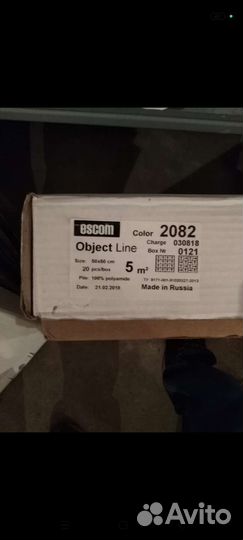 escom Color 2082
Object Line Charge 030818
Box № 0121
Size: 50x50 cm
20 pcs/box 5 m²
Pile: 100% polyamide
Date: 21.02.2018 Made in Russia
Avito